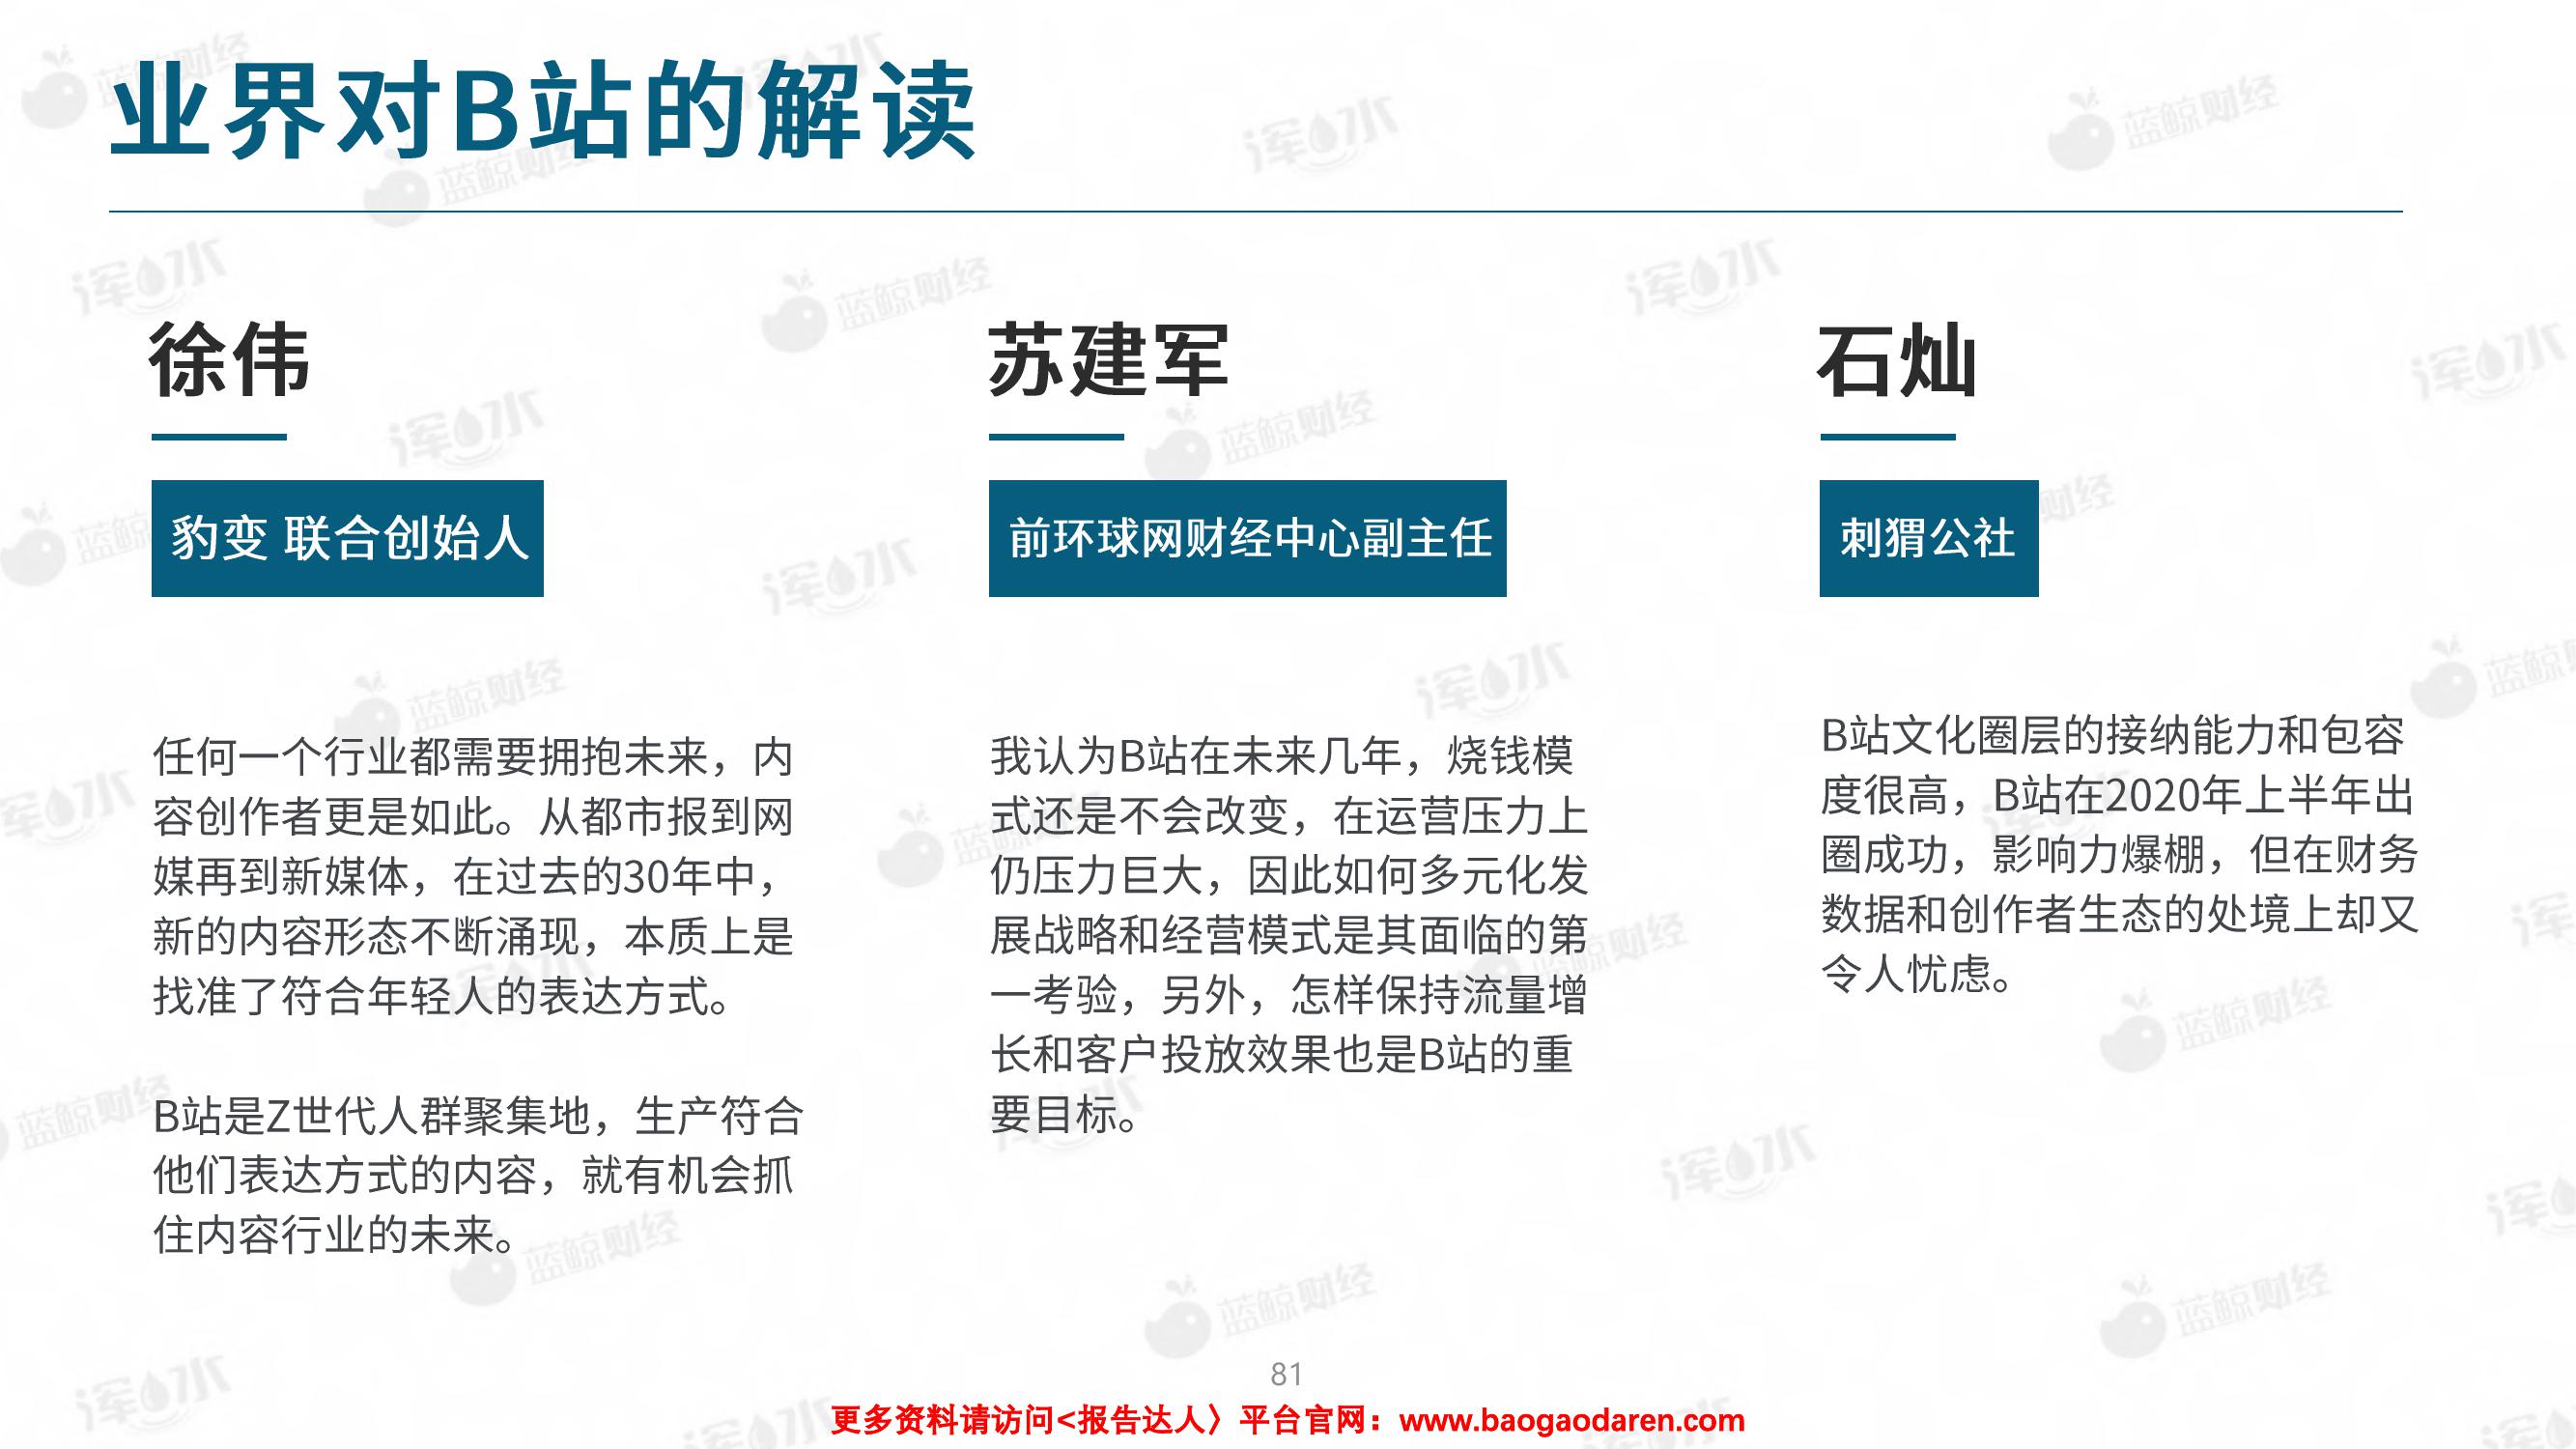 业界对B站的解读
徐伟
豹变 联合创始人
任何一个行业都需要拥抱未来，内
容创作者更是如此。从都市报到网
媒再到新媒体，在过去的30年中，
新的内容形态不断涌现，本质上是
找准了符合年轻人的表达方式。
B站是Z世代人群聚集地，生产符合
他们表达方式的内容，就有机会抓
住内容行业的未来。
苏建军
前环球网财经中心副主任
我认为B站在未来几年，烧钱模
式还是不会改变，在运营压力上
仍压力巨大，因此如何多元化发
展战略和经营模式是其面临的第
一考验，另外，怎样保持流量增
长和客户投放效果也是B站的重
要目标。
石灿
刺猬公社
B站文化圈层的接纳能力和包容
度很高，B站在2020年上半年出
圈成功，影响力爆棚，但在财务
数据和创作者生态的处境上却又
令人忧虑。
81
更多资料请访问<报告达人〉平台官网：www.baogaodaren.com
蓝鲸财经
浑水